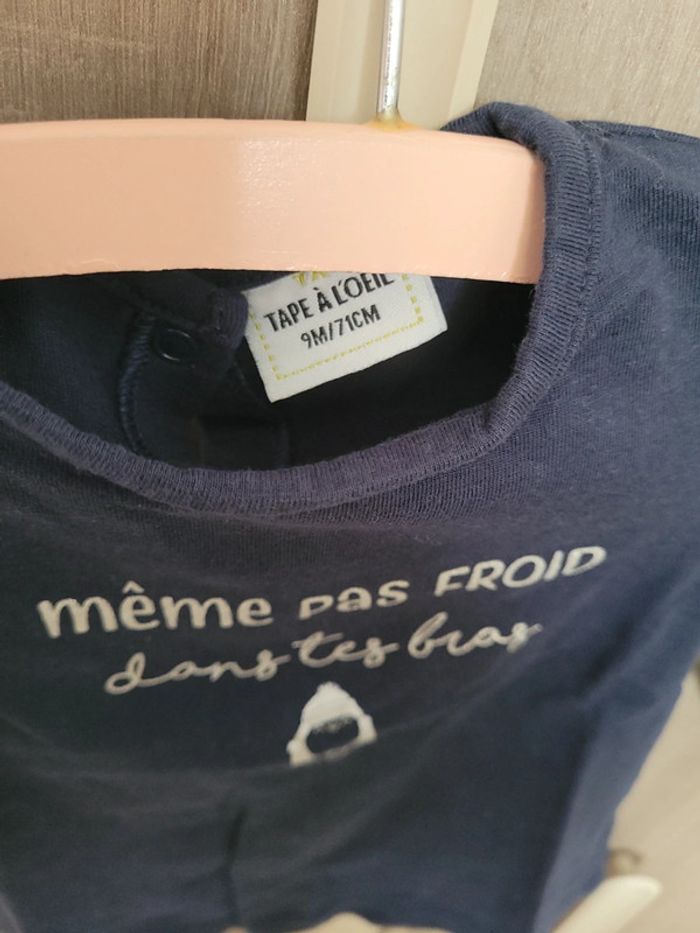 TAPE À L'OEIL
9M/71CM
même pas FROID
dans tes bras